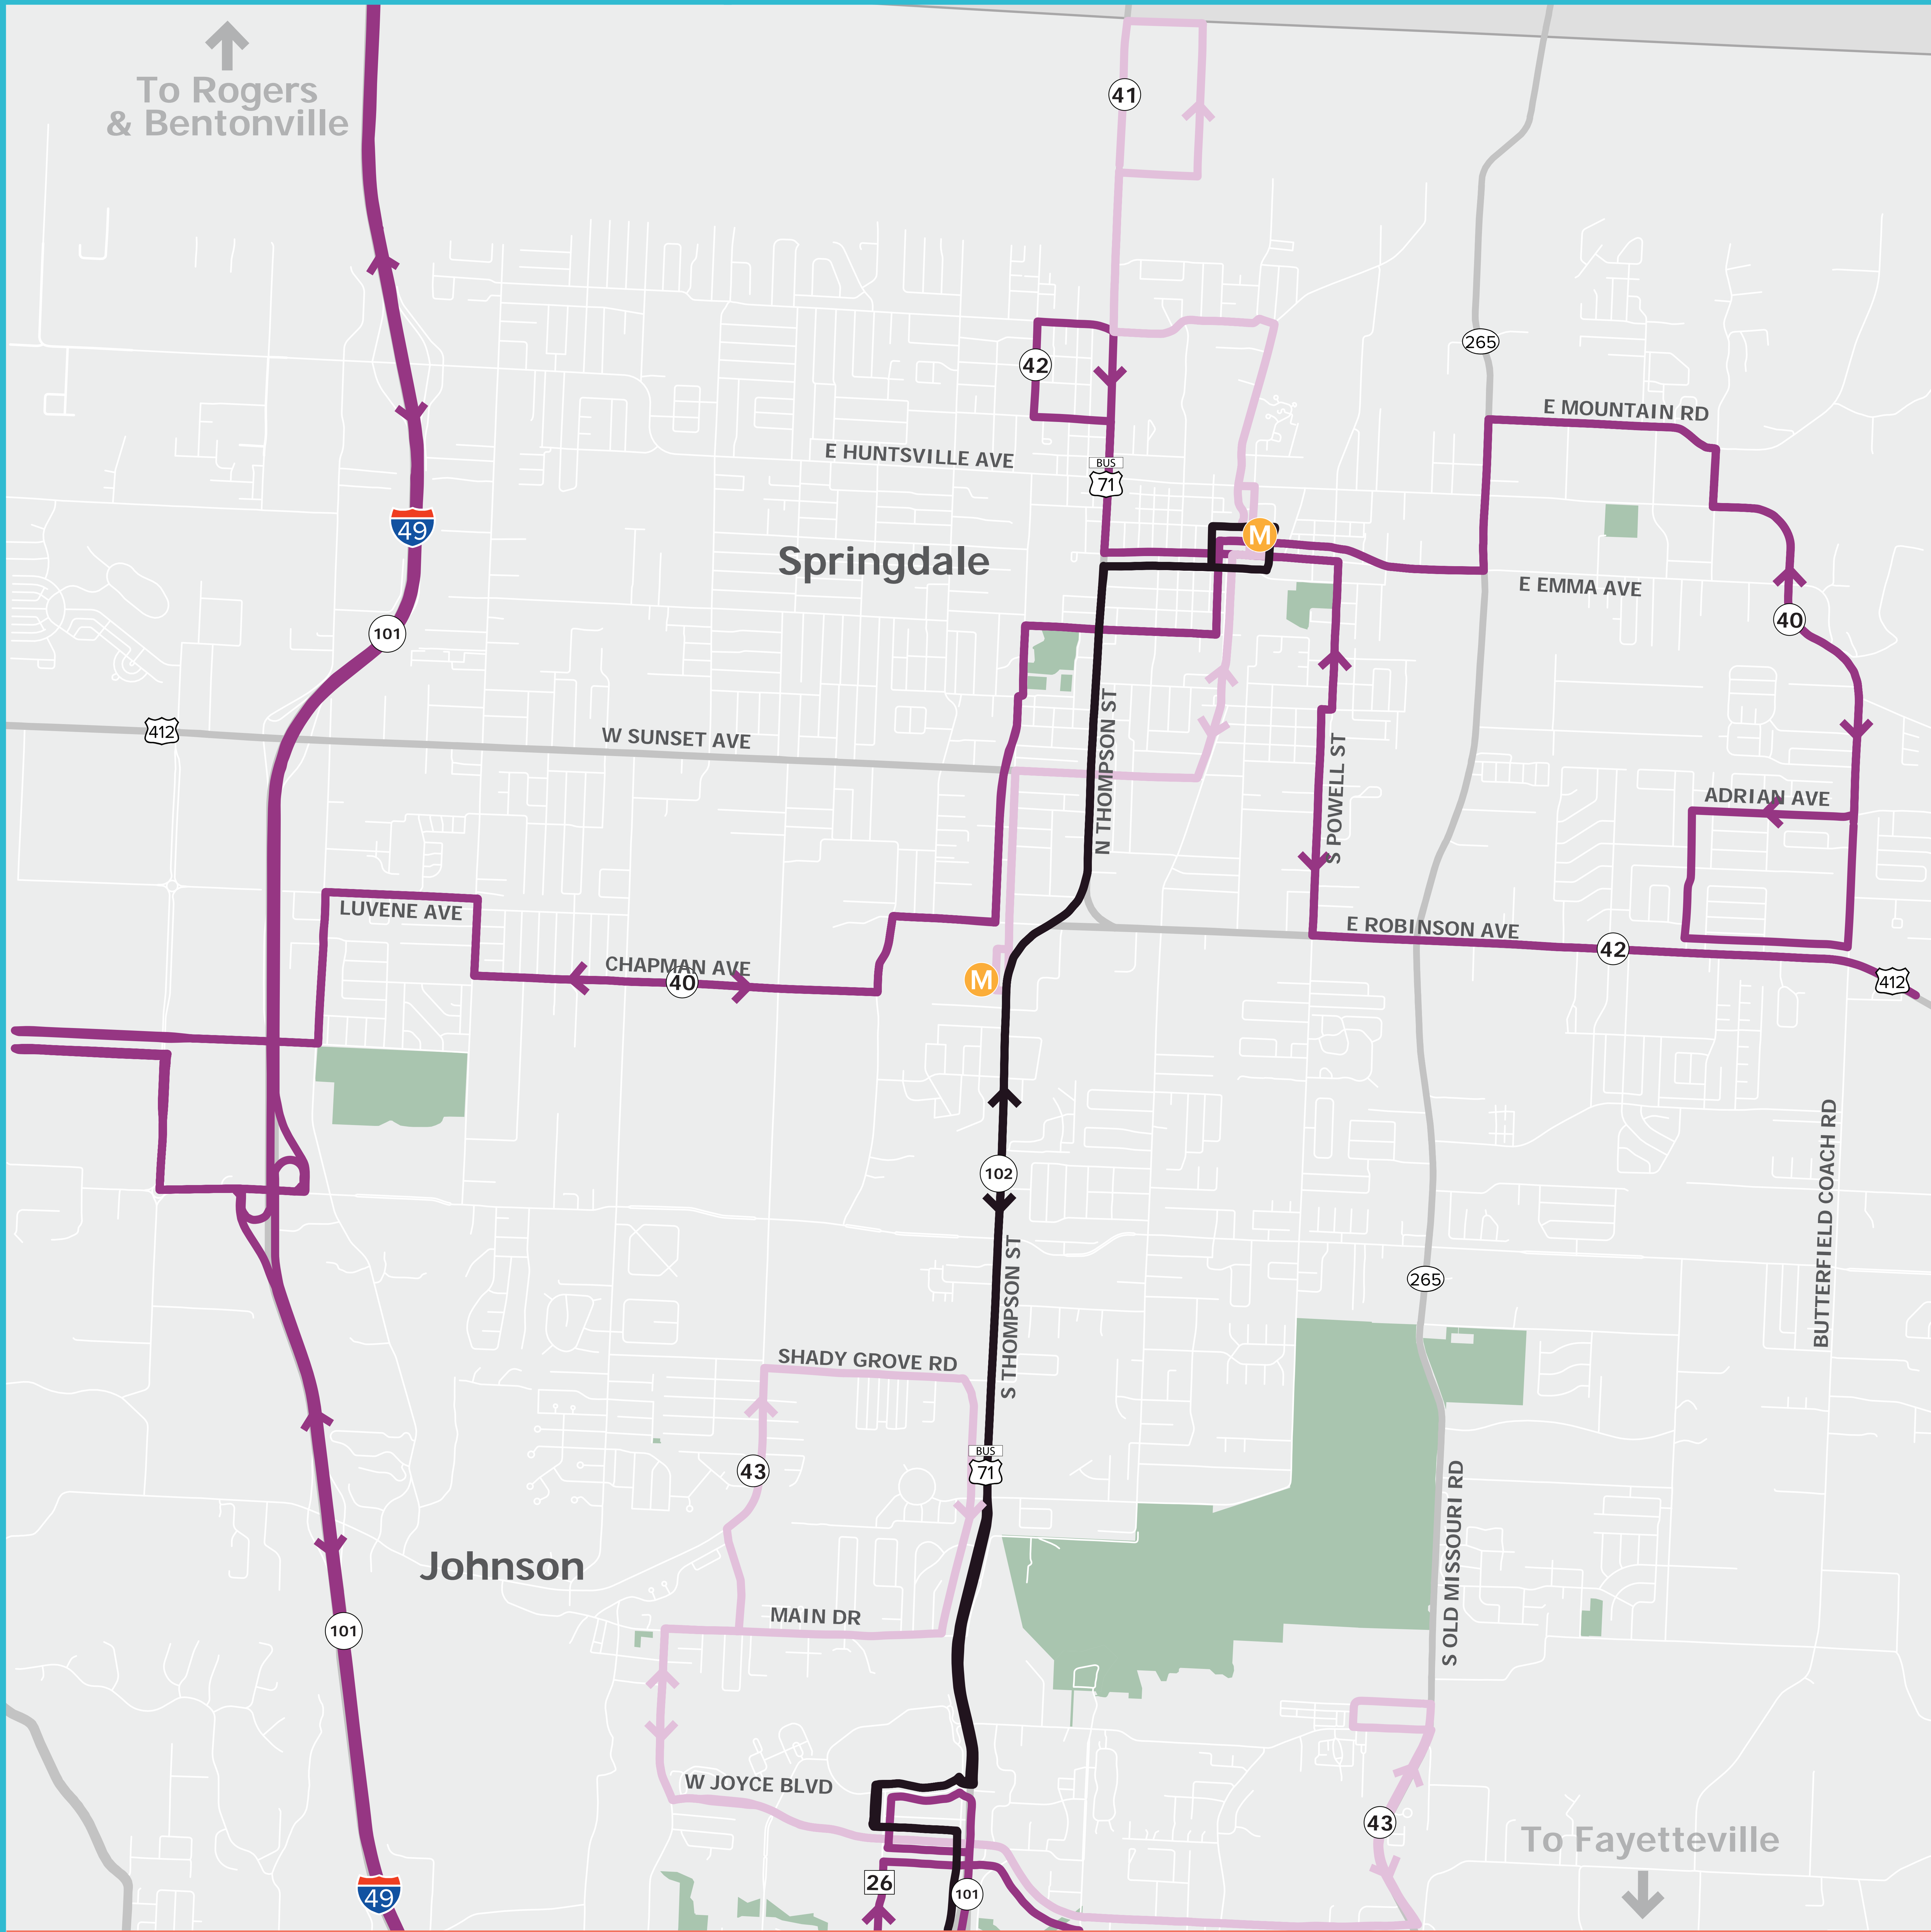 To Rogers
& Bentonville
41
265
42
E MOUNTAIN RD
E HUNTSVILLE AVE
BUS
71
49
M
Springdale
E EMMA AVE
40
101
412
W SUNSET AVE
N THOMPSON ST
S POWELL ST
ADRIAN AVE
LUVENE AVE
E ROBINSON AVE
42
CHAPMAN AVE
40
M
412
102
BUTTERFIELD COACH RD
265
S THOMPSON ST
SHADY GROVE RD
BUS
71
43
Johnson
S OLD MISSOURI RD
MAIN DR
101
W JOYCE BLVD
43
To Fayetteville
26
101
49